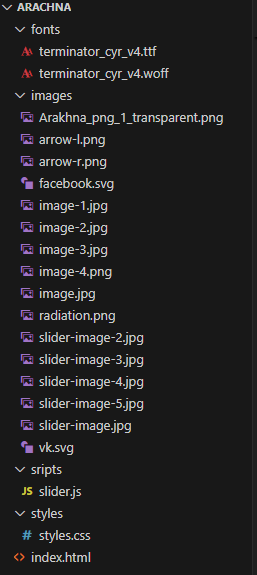 ARACHNA
fonts
terminator_cyr_v4.ttf
terminator_cyr_v4.woff
images
Arakhna_png_1_transparent.png
arrow-l.png
arrow-r.png
facebook.svg
image-1.jpg
image-2.jpg
image-3.jpg
image-4.png
image.jpg
radiation.png
slider-image-2.jpg
slider-image-3.jpg
slider-image-4.jpg
slider-image-5.jpg
slider-image.jpg
vk.svg
sripts
JS slider.js
styles
# styles.css
<> index.html